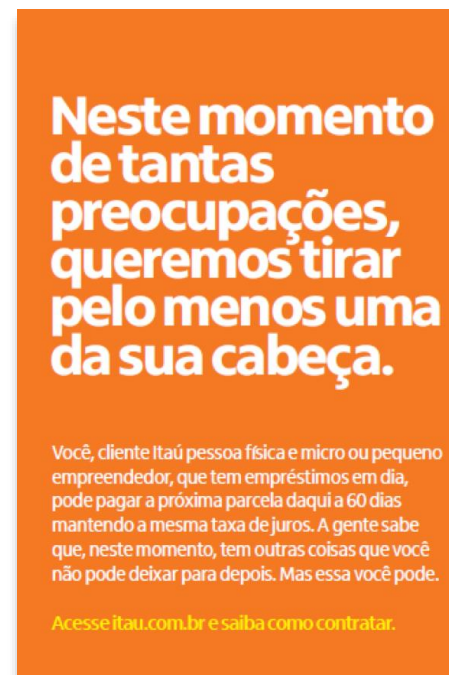 Neste momento
de tantas
preocupações,
queremos tirar
pelo menos uma
da sua cabeça.
Você, cliente Itaú pessoa física e micro ou pequeno
empreendedor, que tem empréstimos em dia,
pode pagar a próxima parcela daqui a 60 dias
mantendo a mesma taxa de juros. A gente sabe
que, neste momento, tem outras coisas que você
não pode deixar para depois. Mas essa você pode.
Acesse itau.com.br e saiba como contratar.